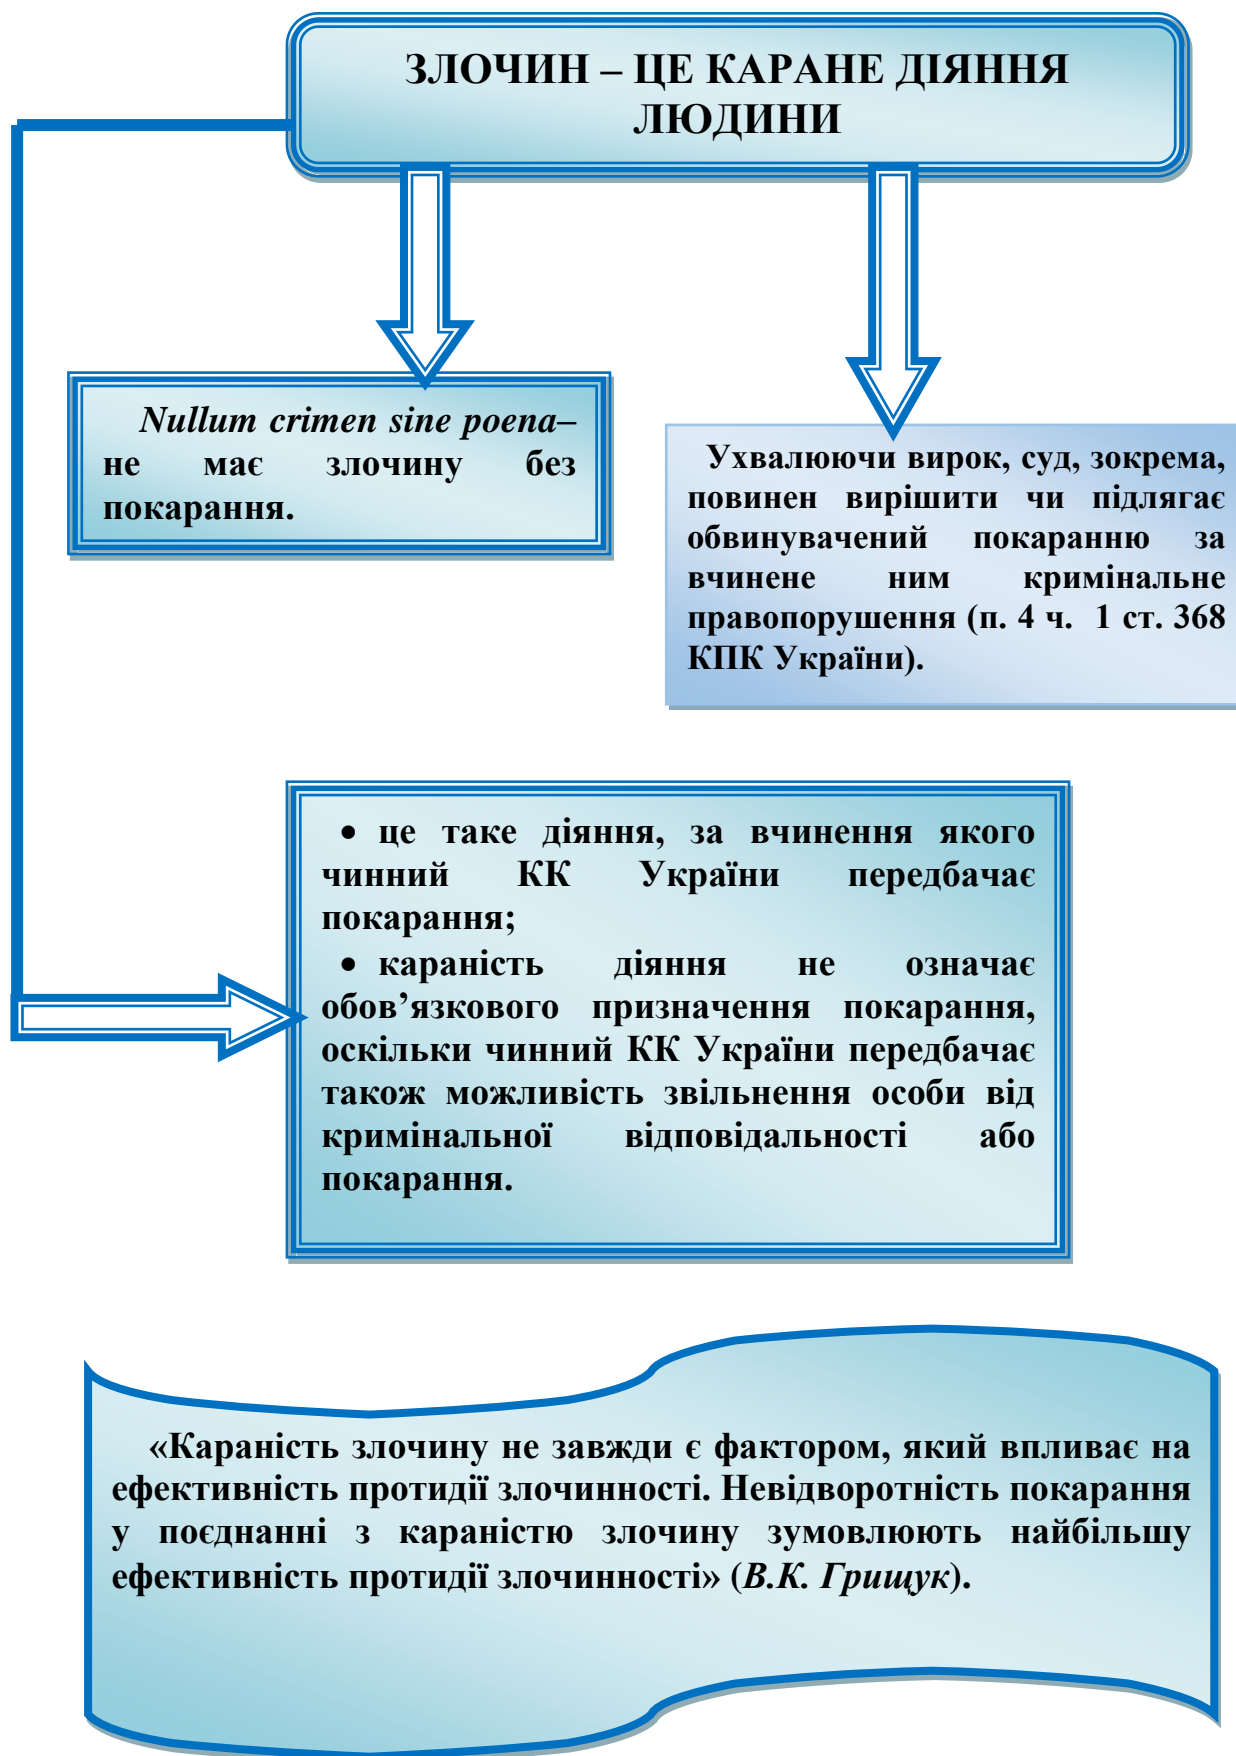 ЗЛОЧИН – ЦЕ КАРАНЕ ДІЯННЯ
ЛЮДИНИ
Nullum crimen sine poena–
не має злочину без
покарання.
Ухвалюючи вирок, суд, зокрема,
повинен вирішити чи підлягає
обвинувачений покаранню за
вчинене ним кримінальне
правопорушення (п. 4 ч. 1 ст. 368
КПК України).
• це таке діяння, за вчинення якого
чинний КК України передбачає
покарання;
• караність діяння не означає
обов’язкового призначення покарання,
оскільки чинний КК України передбачає
також можливість звільнення особи від
кримінальної відповідальності або
покарання.
«Караність злочину не завжди є фактором, який впливає на
ефективність протидії злочинності. Невідворотність покарання
у поєднанні з караністю злочину зумовлюють найбільшу
ефективність протидії злочинності» (В.К. Грищук).